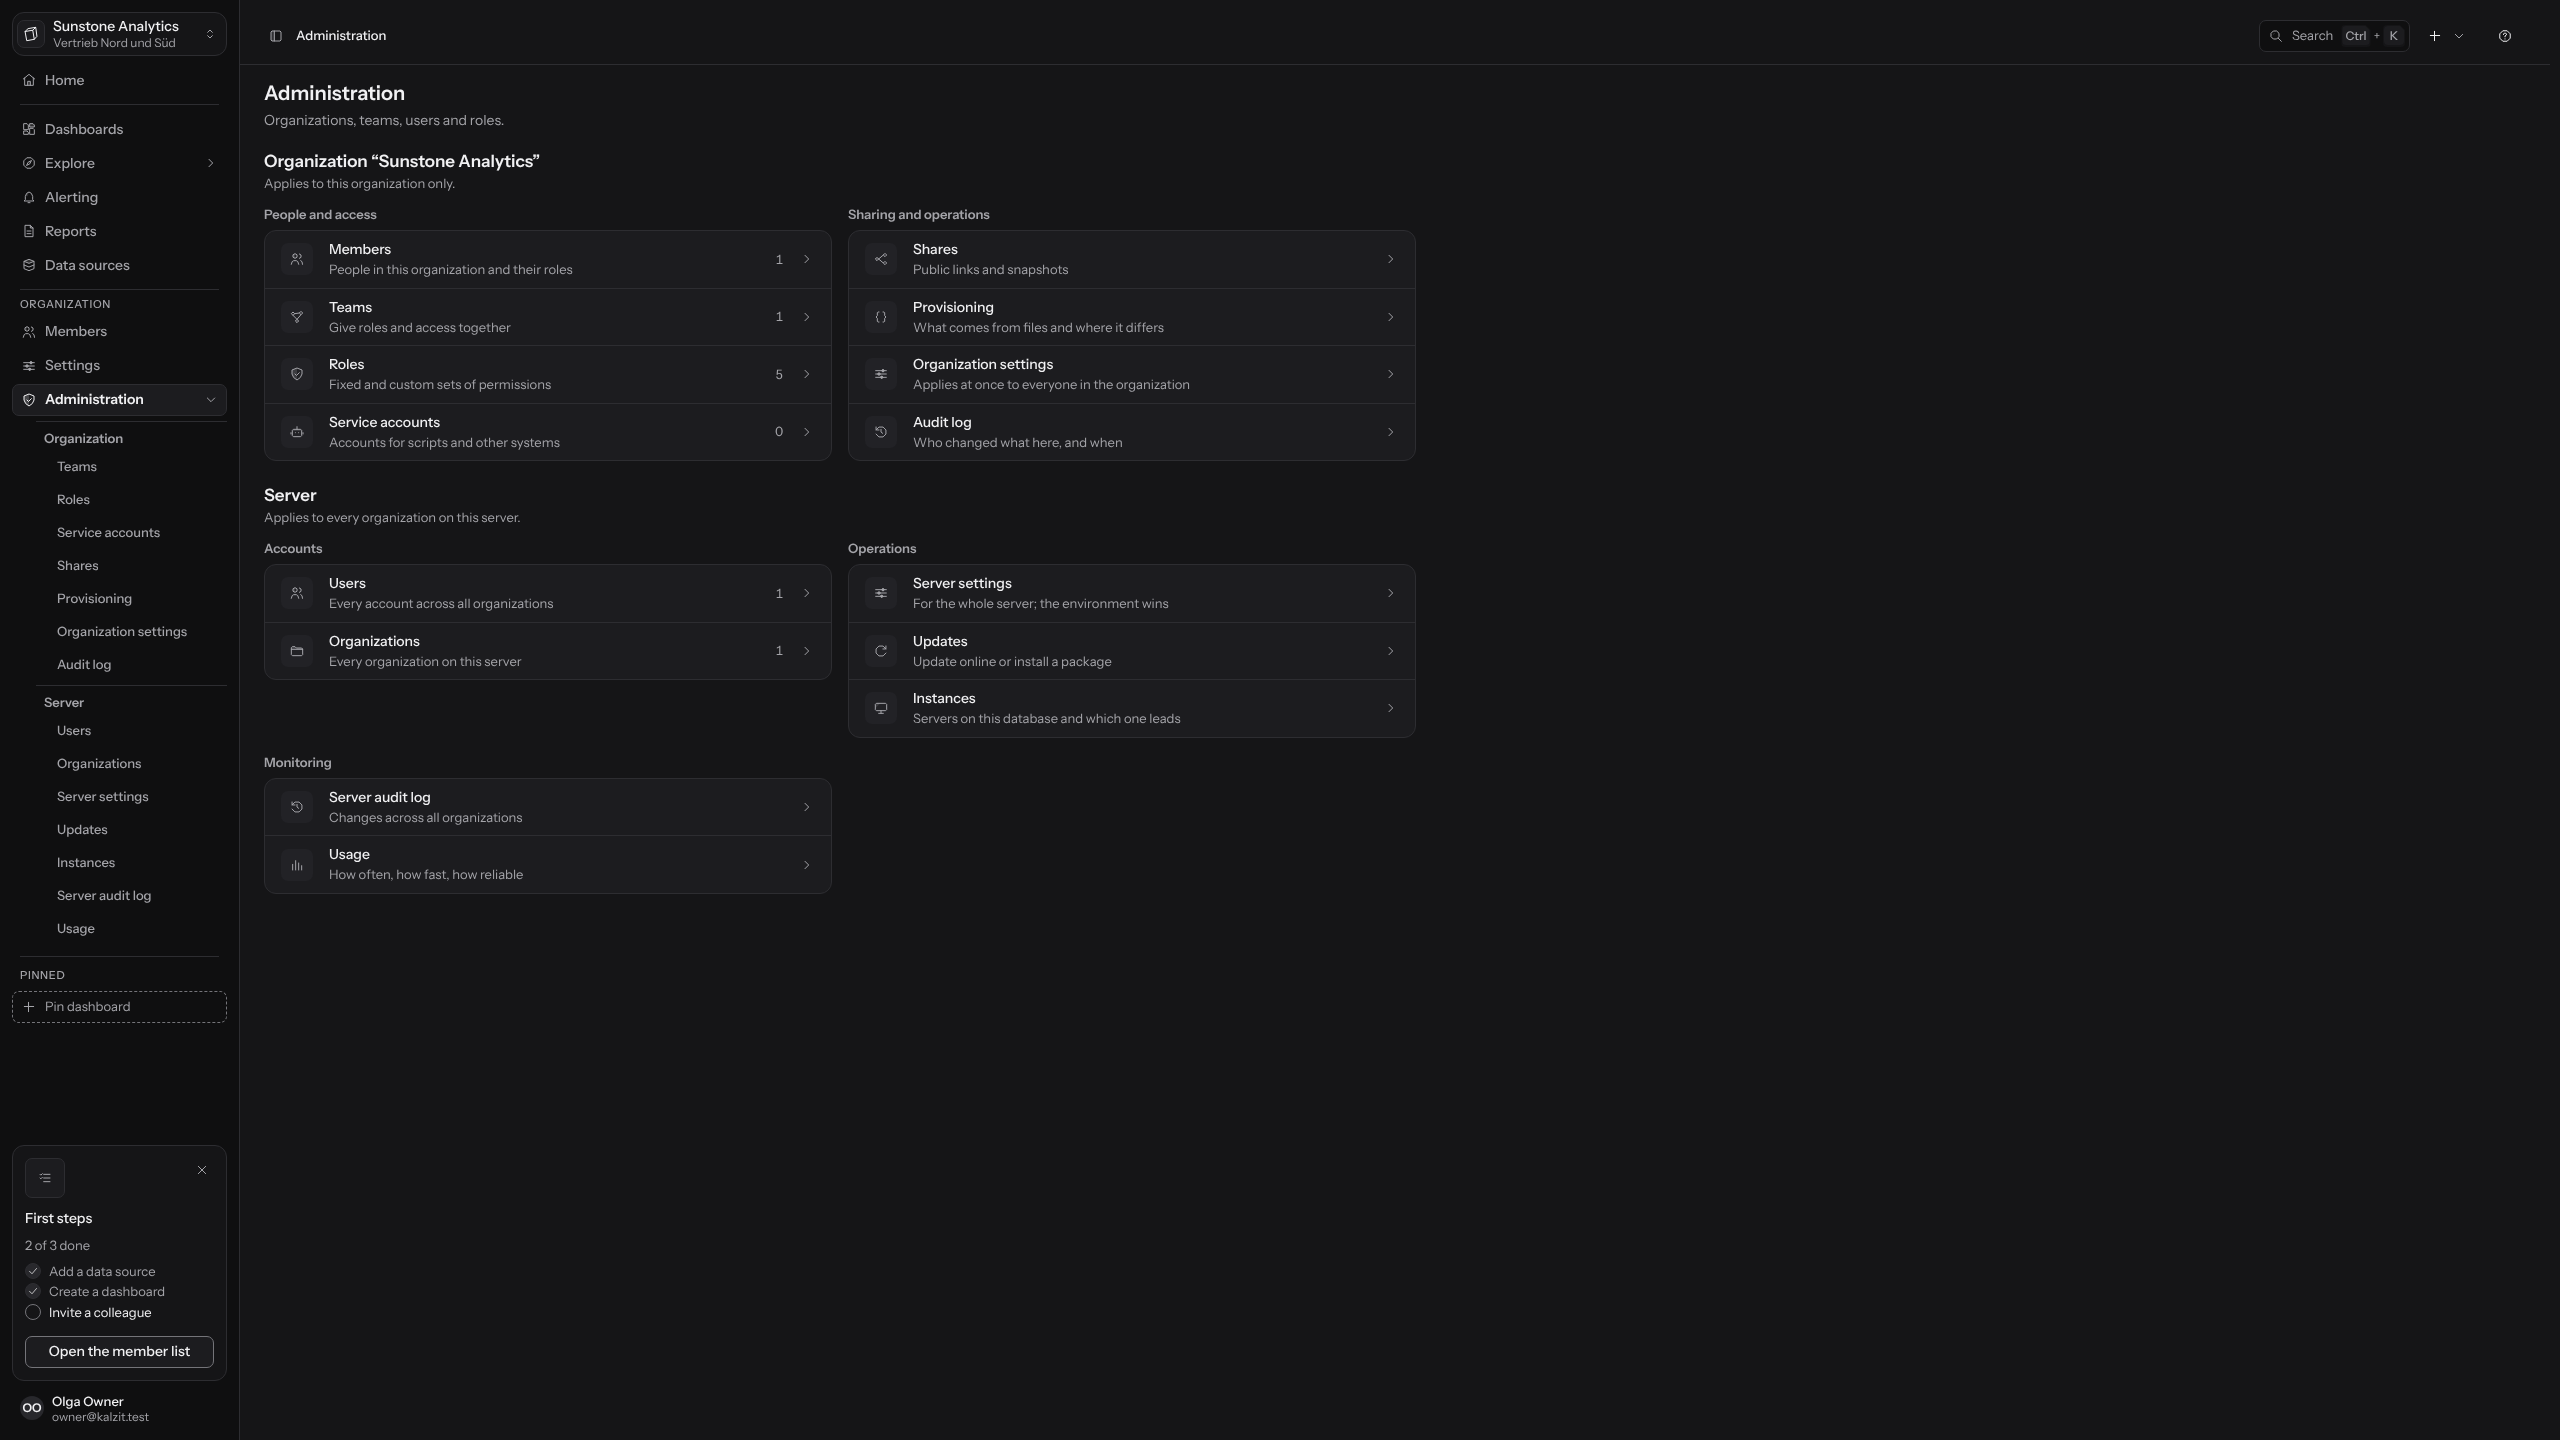 Sunstone Analytics
Vertrieb Nord und Süd
Home
Dashboards
Explore
Alerting
Reports
Data sources
ORGANIZATION
Members
Settings
Administration
Organization
Teams
Roles
Service accounts
Shares
Provisioning
Organization settings
Audit log
Server
Users
Organizations
Server settings
Updates
Instances
Server audit log
Usage
PINNED
Pin dashboard
First steps
2 of 3 done
Add a data source
Create a dashboard
Invite a colleague
Open the member list
OO
Olga Owner
owner@kalzit.test
Administration
Search Ctrl + K
Administration
Organizations, teams, users and roles.
Organization “Sunstone Analytics”
Applies to this organization only.
People and access
Members
People in this organization and their roles
1
Teams
Give roles and access together
1
Roles
Fixed and custom sets of permissions
5
Service accounts
Accounts for scripts and other systems
0
Sharing and operations
Shares
Public links and snapshots
Provisioning
What comes from files and where it differs
Organization settings
Applies at once to everyone in the organization
Audit log
Who changed what here, and when
Server
Applies to every organization on this server.
Accounts
Users
Every account across all organizations
1
Organizations
Every organization on this server
1
Operations
Server settings
For the whole server; the environment wins
Updates
Update online or install a package
Instances
Servers on this database and which one leads
Monitoring
Server audit log
Changes across all organizations
Usage
How often, how fast, how reliable